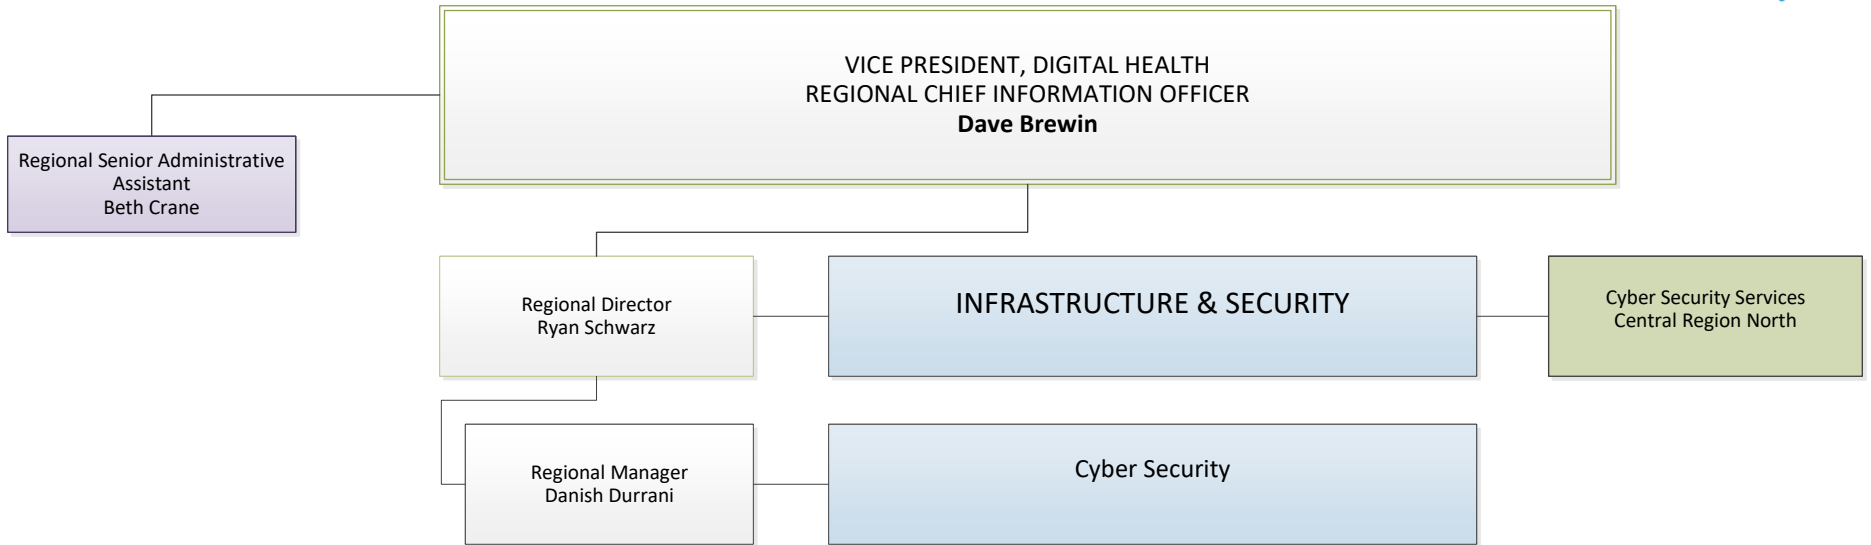 VICE PRESIDENT, DIGITAL HEALTH
REGIONAL CHIEF INFORMATION OFFICER
Dave Brewin
Regional Senior Administrative
Assistant
Beth Crane
Regional Director
Ryan Schwarz
INFRASTRUCTURE & SECURITY
Cyber Security Services
Central Region North
Regional Manager
Danish Durrani
Cyber Security